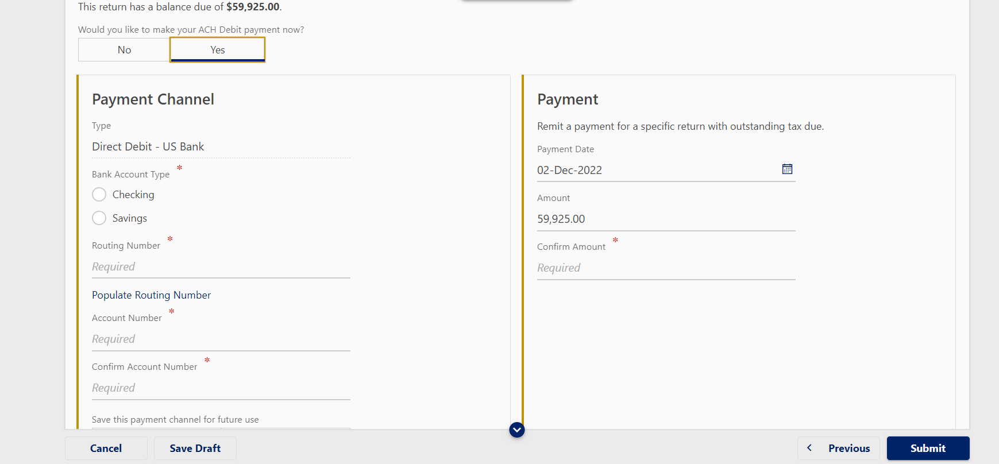 This return has a balance due of $59,925.00.
Would you like to make your ACH Debit payment now?
No
Yes
Payment Channel
Type
Direct Debit - US Bank
Bank Account Type *
Checking
Savings
Routing Number *
Required
Populate Routing Number
Account Number *
Required
Confirm Account Number *
Required
Save this payment channel for future use
Payment
Remit a payment for a specific return with outstanding tax due.
Payment Date
02-Dec-2022
Amount
59,925.00
Confirm Amount *
Required
Cancel
Save Draft
Previous
Submit